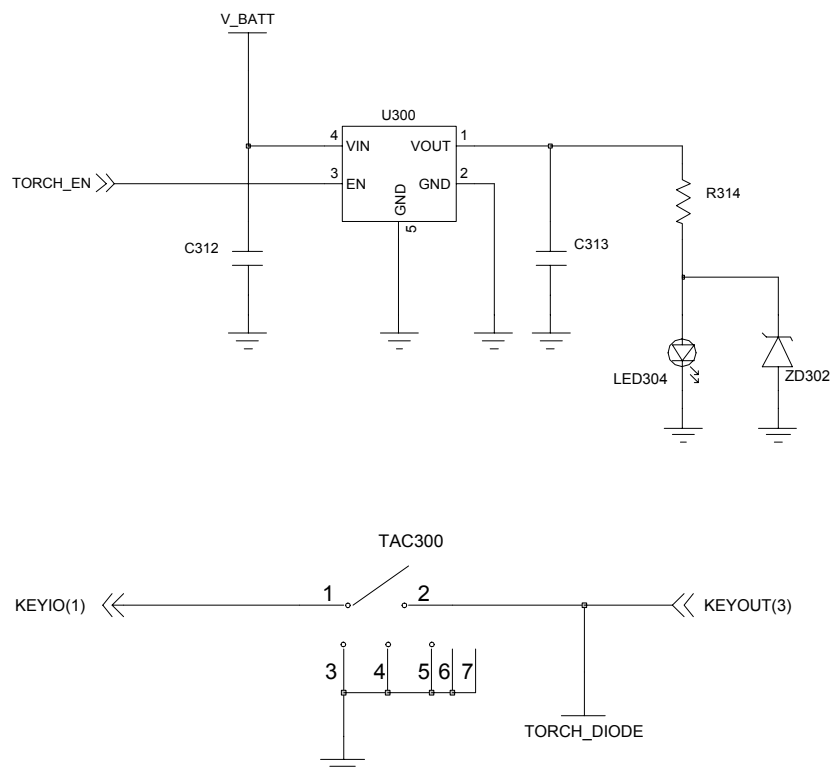 V_BATT
U300
4 VIN VOUT 1
TORCH_EN 3 EN GND 2
GND
5
R314
C312
C313
LED304
ZD302
TAC300
KEYIO(1) 1 2 KEYOUT(3)
3 4 5 6 7
TORCH_DIODE